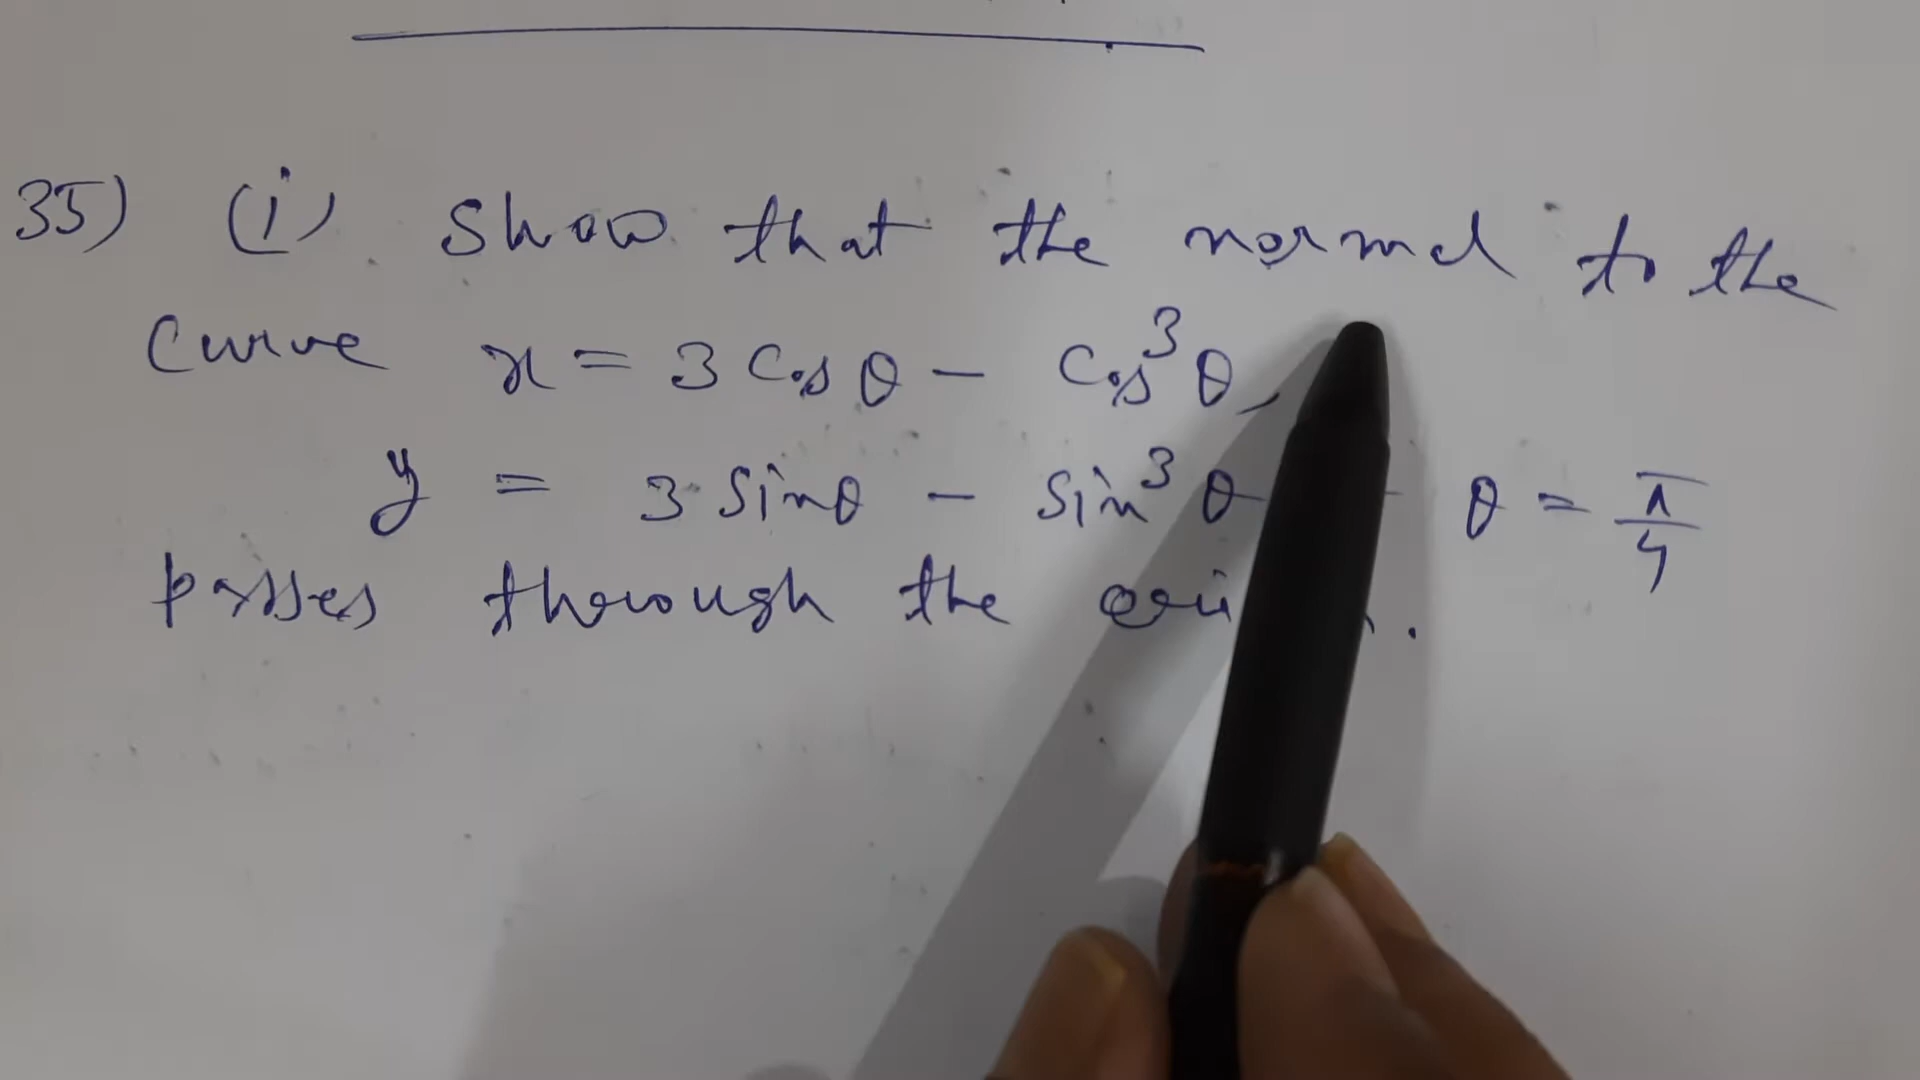 35) (i) Show that the normal to the
curve x = 3 Cos θ - Cos³ θ,
y = 3 Sin θ - Sin³ θ θ = π/4
passes through the